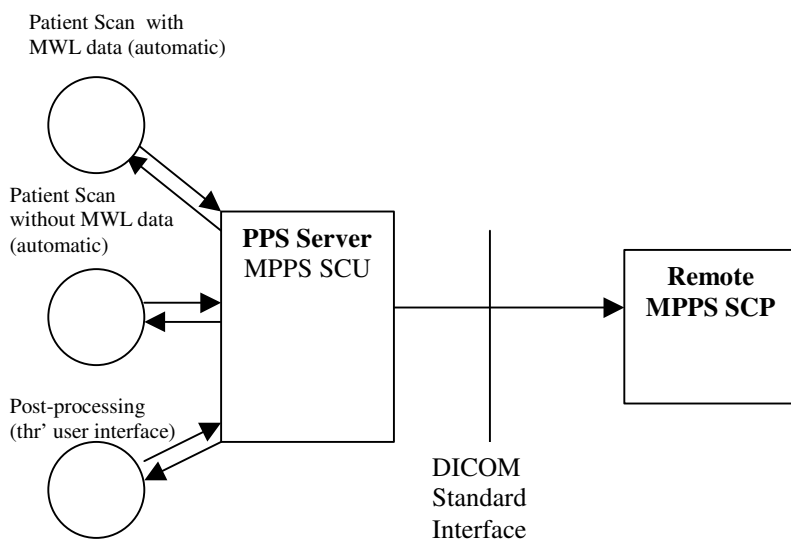 Patient Scan with
MWL data (automatic)
Patient Scan
without MWL data
(automatic)
PPS Server
MPPS SCU
Remote
MPPS SCP
Post-processing
(thr’ user interface)
DICOM
Standard
Interface